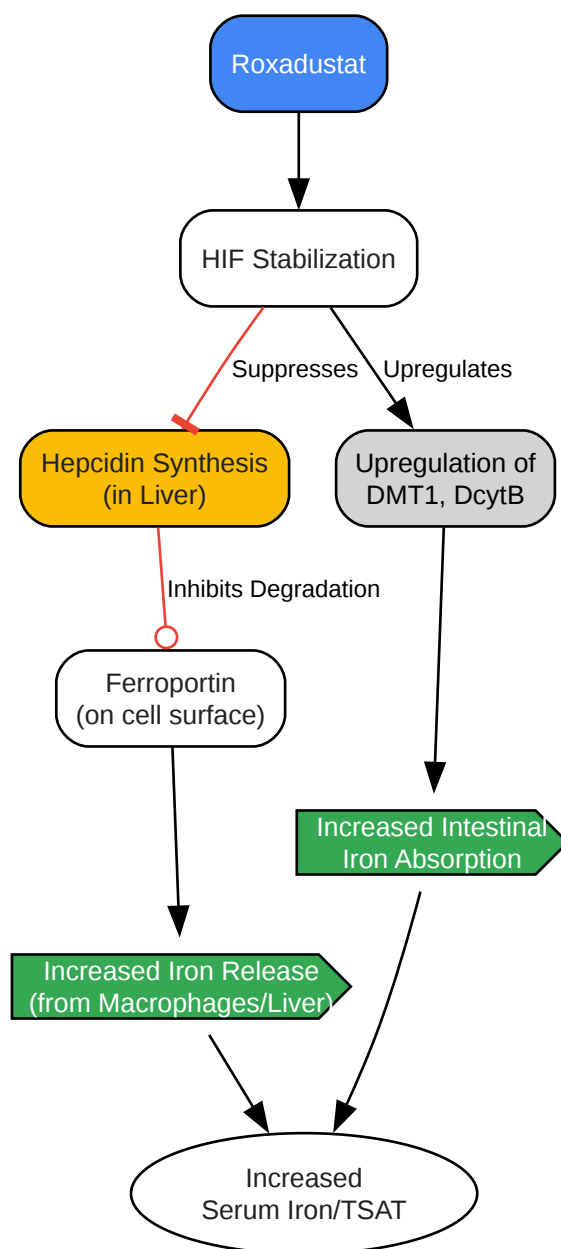 Roxadustat
HIF Stabilization
Suppresses
Upregulates
Hepcidin Synthesis
(in Liver)
Upregulation of
DMT1, DcytB
Inhibits Degradation
Ferroportin
(on cell surface)
Increased Intestinal
Iron Absorption
Increased Iron Release
(from Macrophages/Liver)
Increased
Serum Iron/TSAT